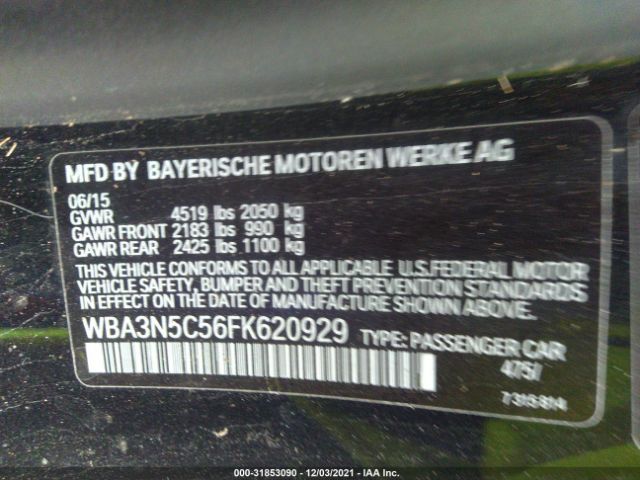 MFD BY BAYERISCHE MOTOREN WERKE AG
06/15
GVWR 4519 lbs 2050 kg
GAWR FRONT 2183 lbs 990 kg
GAWR REAR 2425 lbs 1100 kg
THIS VEHICLE CONFORMS TO ALL APPLICABLE U.S.FEDERAL MOTOR
VEHICLE SAFETY, BUMPER AND THEFT PREVENTION STANDARDS
IN EFFECT ON THE DATE OF MANUFACTURE SHOWN ABOVE.
WBA3N5C56FK620929 TYPE: PASSENGER CAR
475/
7 315 814
000-31853090 - 12/03/2021 - IAA Inc.